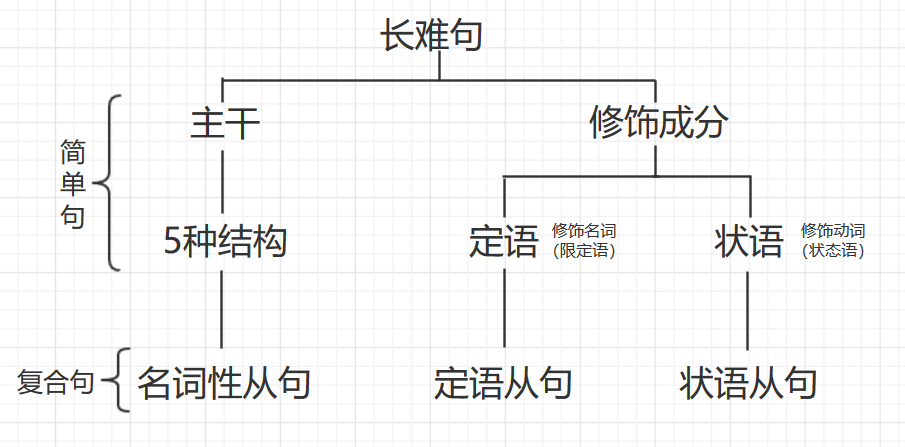 长难句
主干
修饰成分
简
单
句
5种结构
定语
修饰名词
(限定语)
状语
修饰动词
(状态语)
复合句
名词性从句
定语从句
状语从句